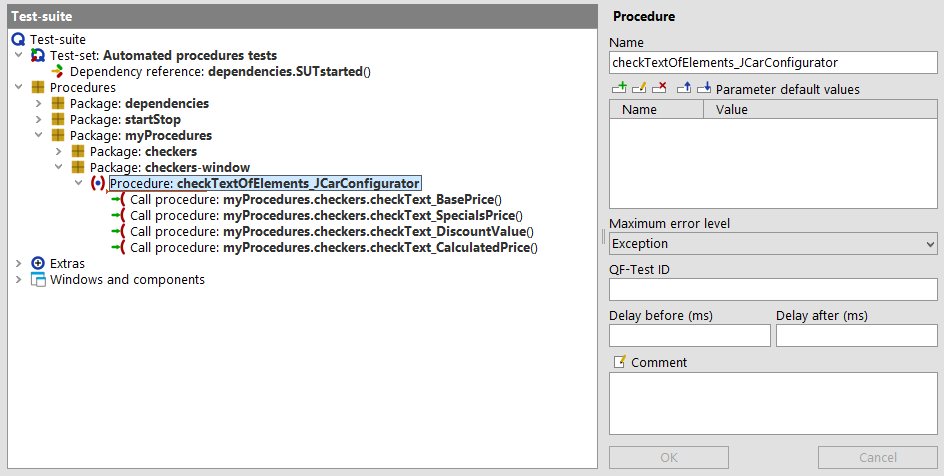 Test-suite
Test-suite
Test-set: Automated procedures tests
Dependency reference: dependencies.SUTstarted()
Procedures
Package: dependencies
Package: startStop
Package: myProcedures
Package: checkers
Package: checkers-window
Procedure: checkTextOfElements_JCarConfigurator
Call procedure: myProcedures.checkers.checkText_BasePrice()
Call procedure: myProcedures.checkers.checkText_SpecialsPrice()
Call procedure: myProcedures.checkers.checkText_DiscountValue()
Call procedure: myProcedures.checkers.checkText_CalculatedPrice()
Extras
Windows and components
Procedure
Name
checkTextOfElements_JCarConfigurator
Parameter default values
Name Value
Maximum error level
Exception
QF-Test ID
Delay before (ms) Delay after (ms)
Comment
OK Cancel